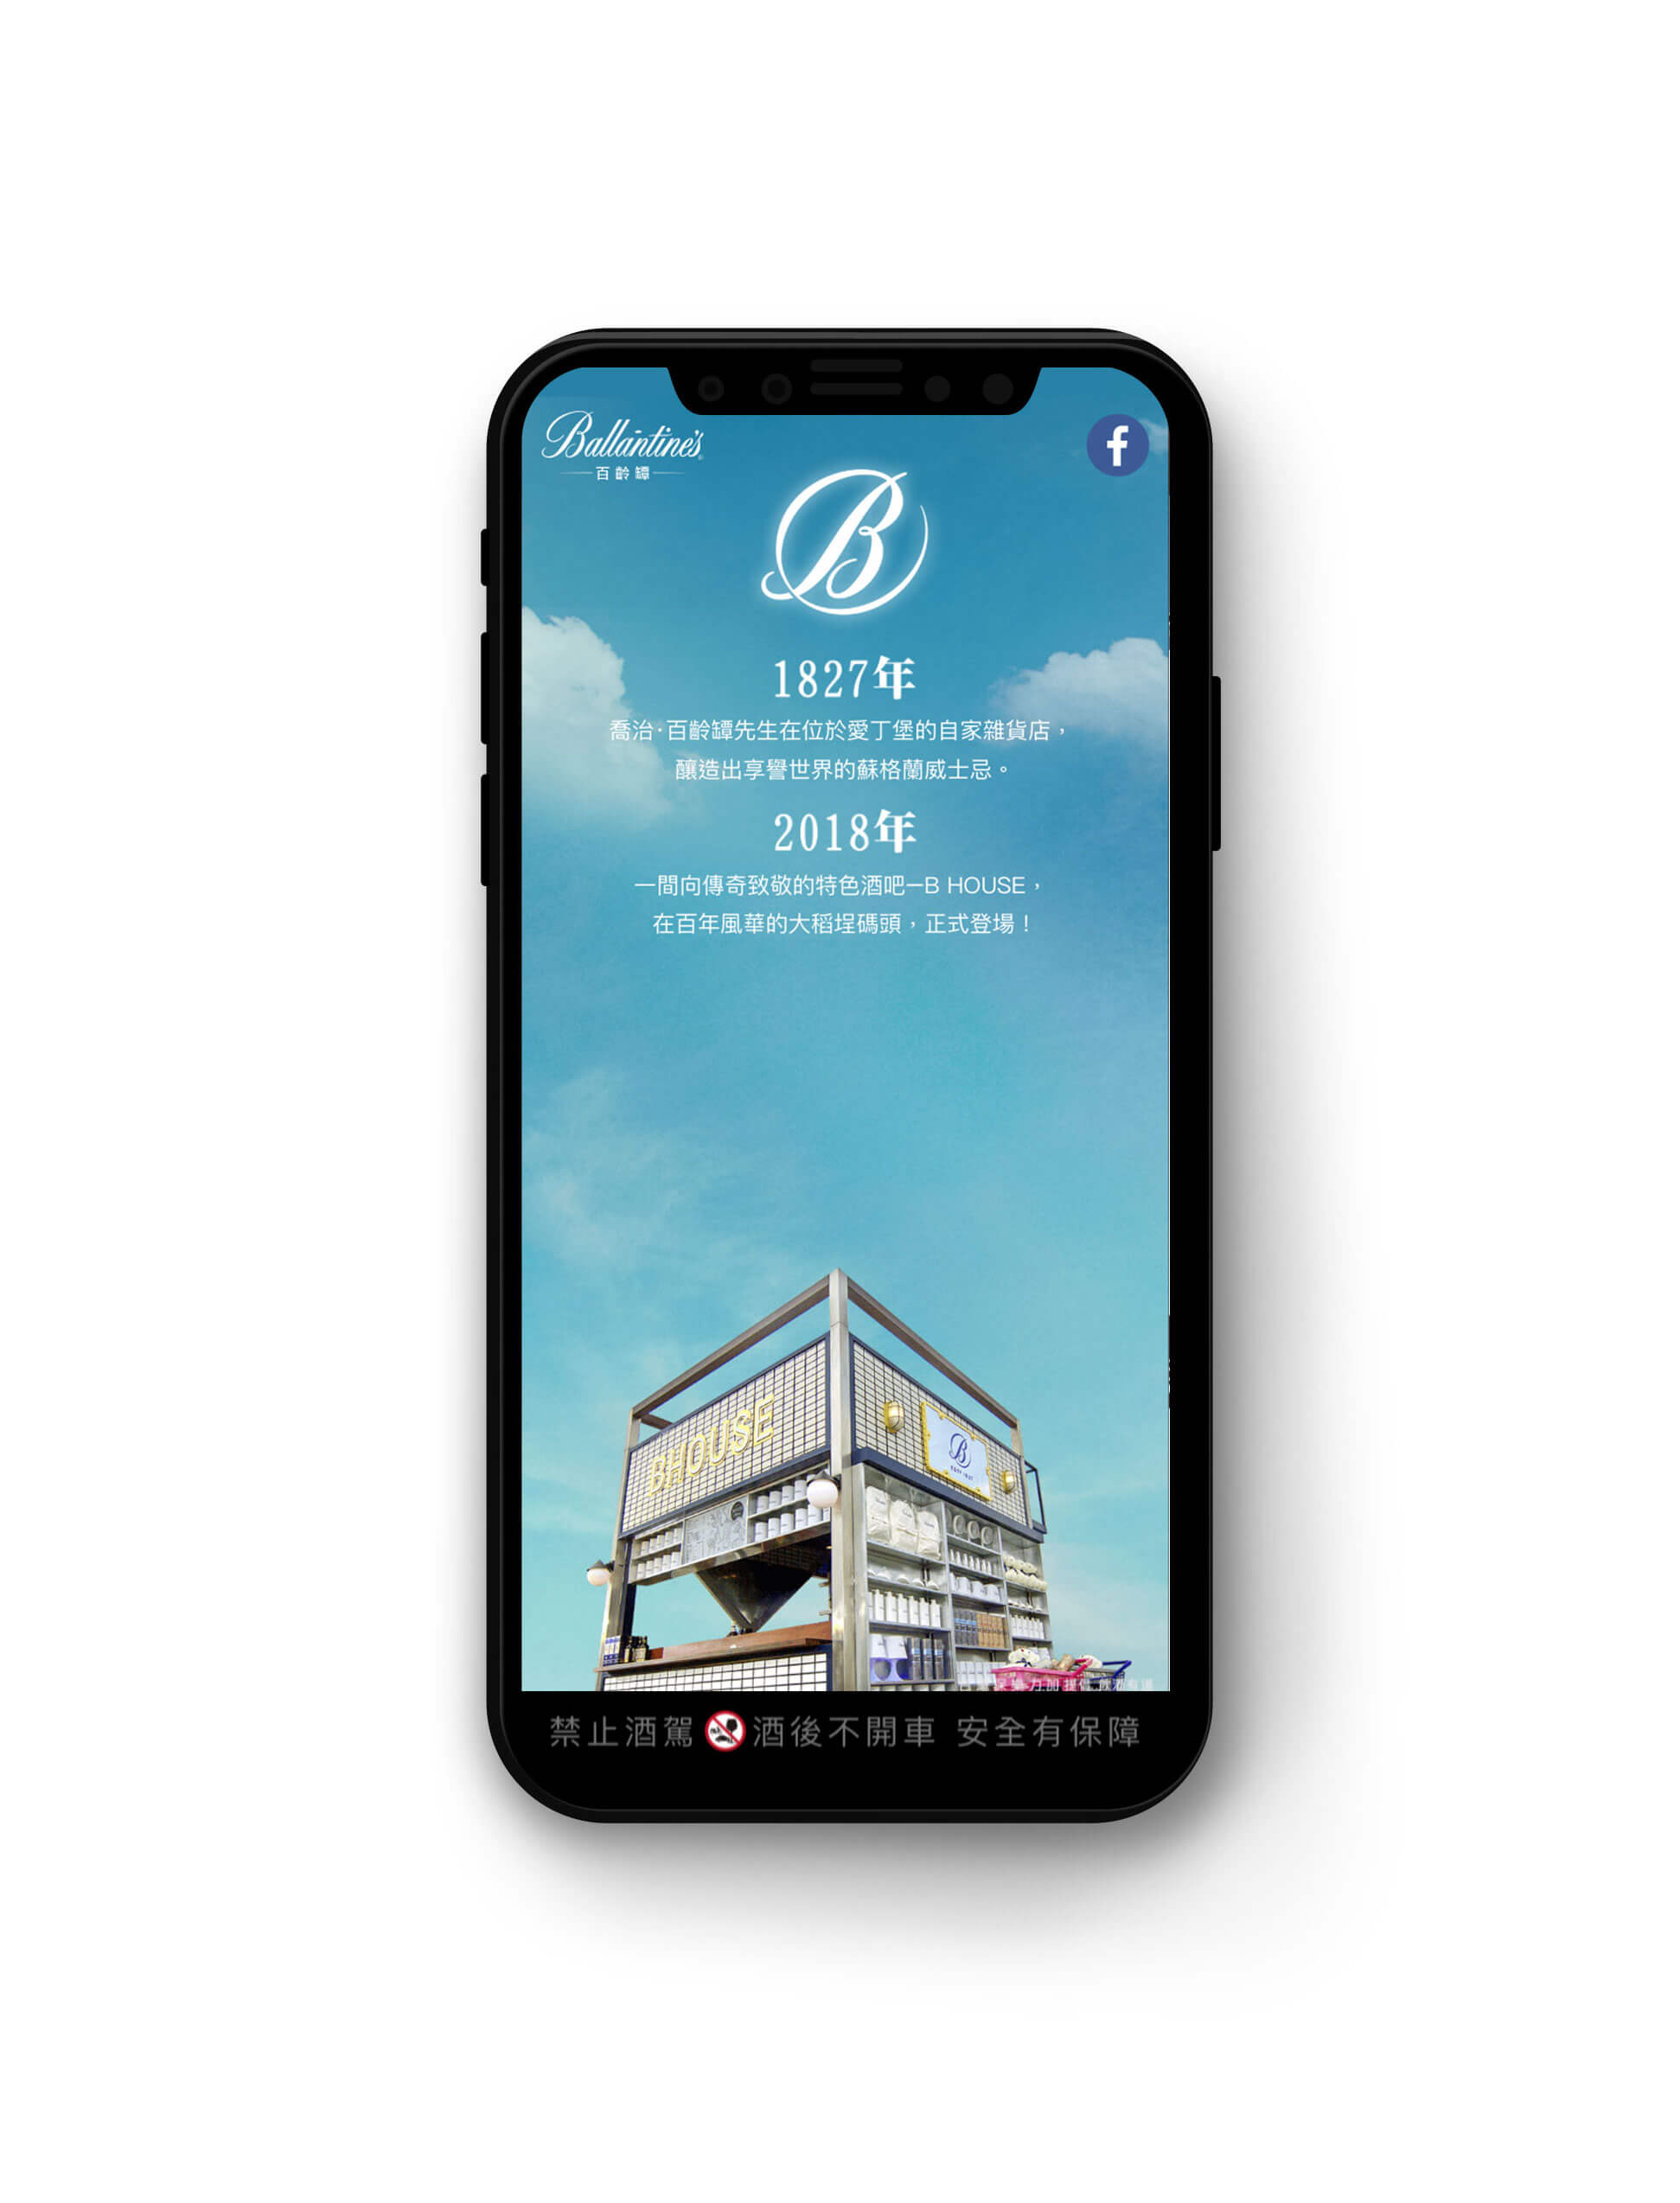 Ballantine's
百齡罈
B
1827年
喬治·百齡罈先生在位於愛丁堡的自家雜貨店，
釀造出享譽世界的蘇格蘭威士忌。
2018年
一間向傳奇致敬的特色酒吧—B HOUSE，
在百年風華的大稻埕碼頭，正式登場！
BHOUSE
B
禁止酒駕 酒後不開車 安全有保障